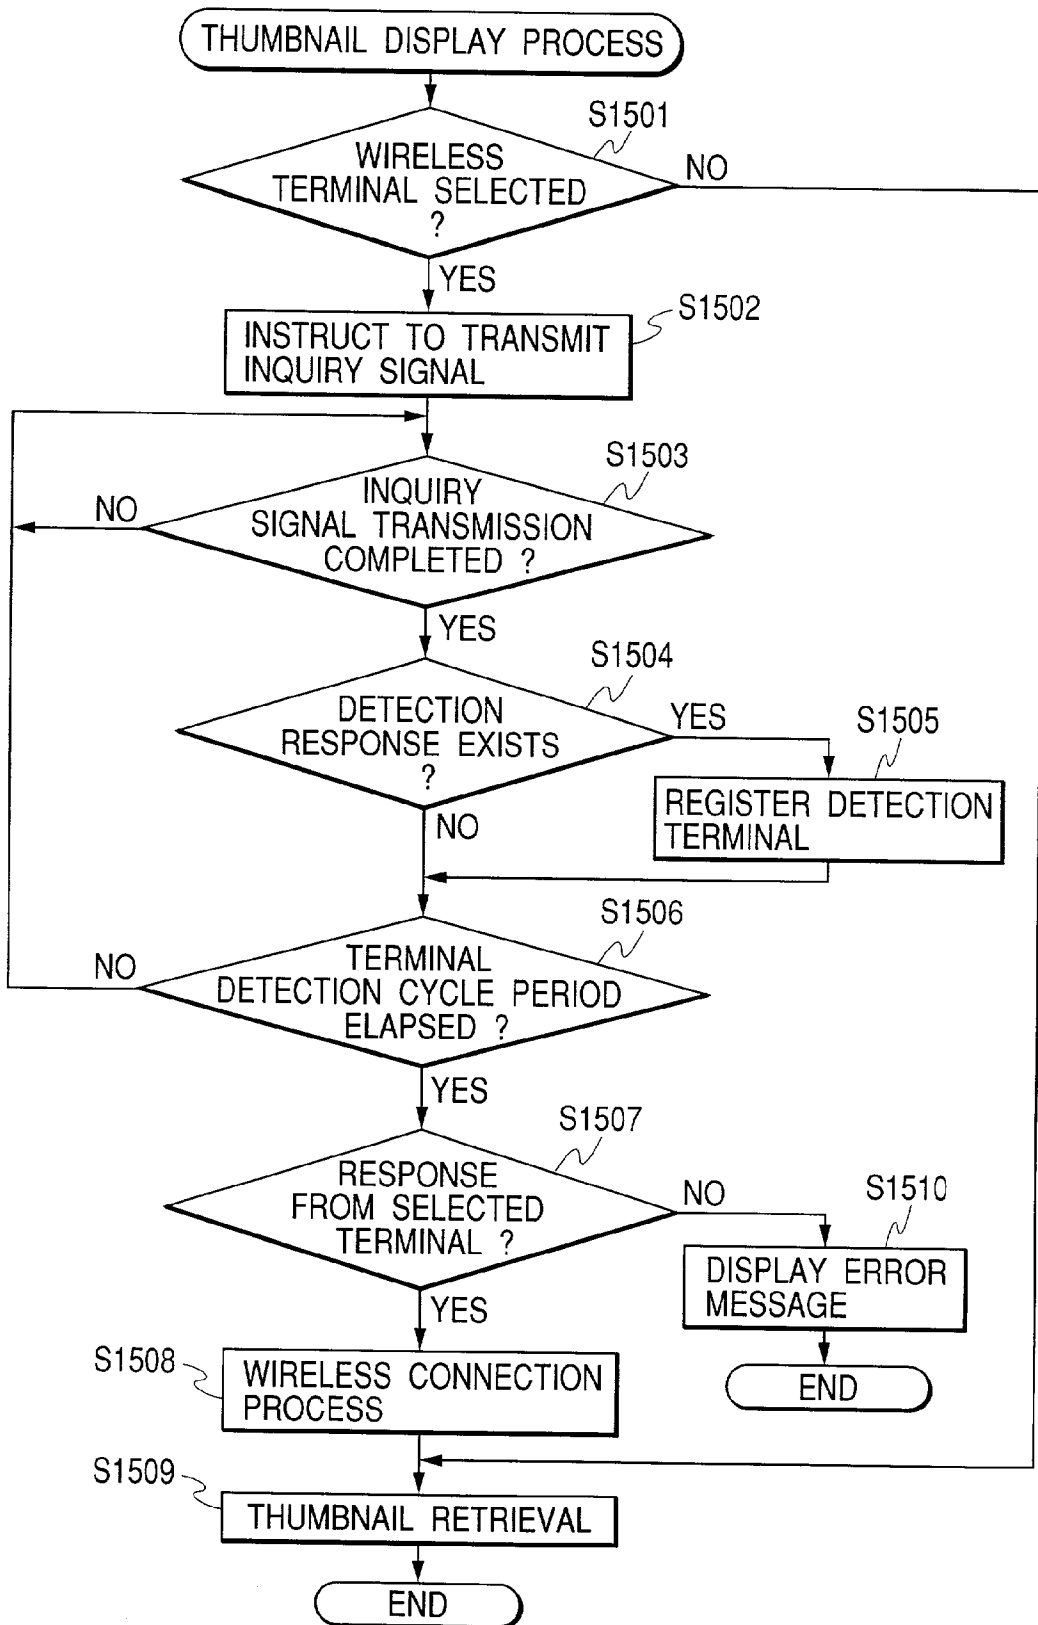 THUMBNAIL DISPLAY PROCESS
S1501
WIRELESS
TERMINAL SELECTED
?
NO
YES
S1502
INSTRUCT TO TRANSMIT
INQUIRY SIGNAL
S1503
INQUIRY
SIGNAL TRANSMISSION
COMPLETED ?
NO
YES
S1504
DETECTION
RESPONSE EXISTS
?
YES
S1505
REGISTER DETECTION
TERMINAL
NO
S1506
TERMINAL
DETECTION CYCLE PERIOD
ELAPSED ?
NO
YES
S1507
RESPONSE
FROM SELECTED
TERMINAL ?
NO
S1510
DISPLAY ERROR
MESSAGE
END
YES
S1508
WIRELESS CONNECTION
PROCESS
S1509
THUMBNAIL RETRIEVAL
END